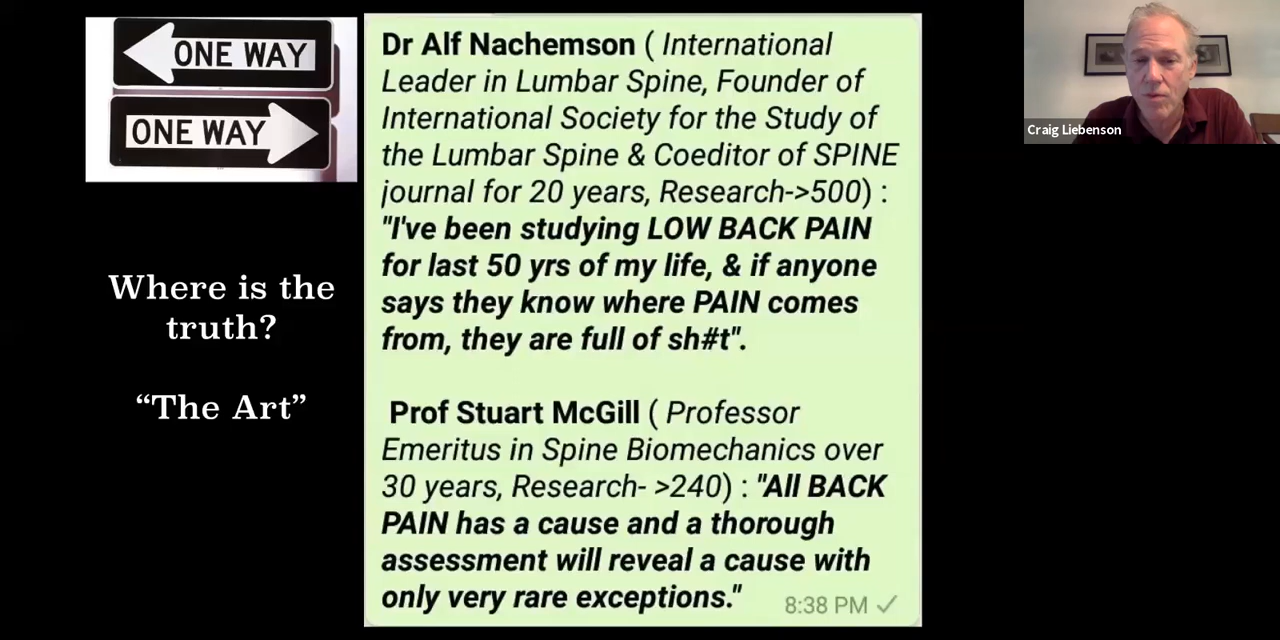 ONE WAY
ONE WAY
Where is the
truth?
“The Art”
Dr Alf Nachemson ( International
Leader in Lumbar Spine, Founder of
International Society for the Study of
the Lumbar Spine & Coeditor of SPINE
journal for 20 years, Research->500) :
"I've been studying LOW BACK PAIN
for last 50 yrs of my life, & if anyone
says they know where PAIN comes
from, they are full of sh#t".
Prof Stuart McGill ( Professor
Emeritus in Spine Biomechanics over
30 years, Research- >240) : "All BACK
PAIN has a cause and a thorough
assessment will reveal a cause with
only very rare exceptions."
8:38 PM
Craig Liebenson